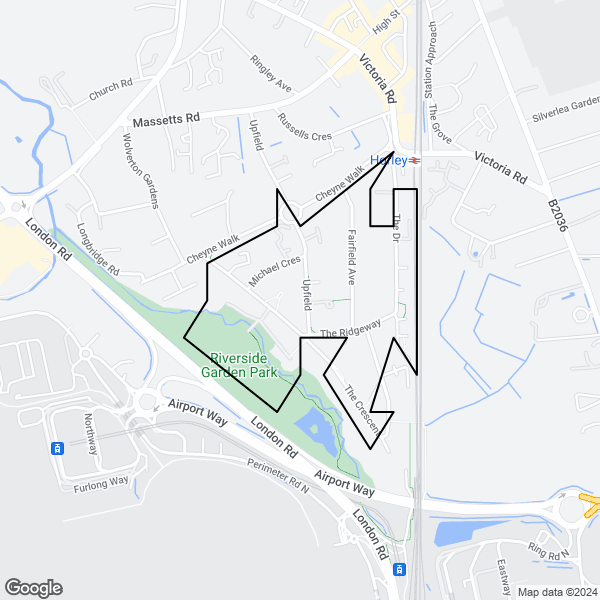 High St
Station Approach
Ringley Ave
Victoria Rd
Church Rd
The Grove
Silverlea Garden
Massetts Rd
Russells Cres
Upfield
Wolverton Gardens
Horley
Victoria Rd
Cheyne Walk
B2036
London Rd
Longbridge Rd
Cheyne Walk
The Dr
Fairfield Ave
Michael Cres
Upfield
The Ridgeway
Riverside
Garden Park
The Crescent
Airport Way
London Rd
Northway
Perimeter Rd N
Airport Way
Furlong Way
London Rd
Ring Rd N
Eastway
Google
Map data ©2024